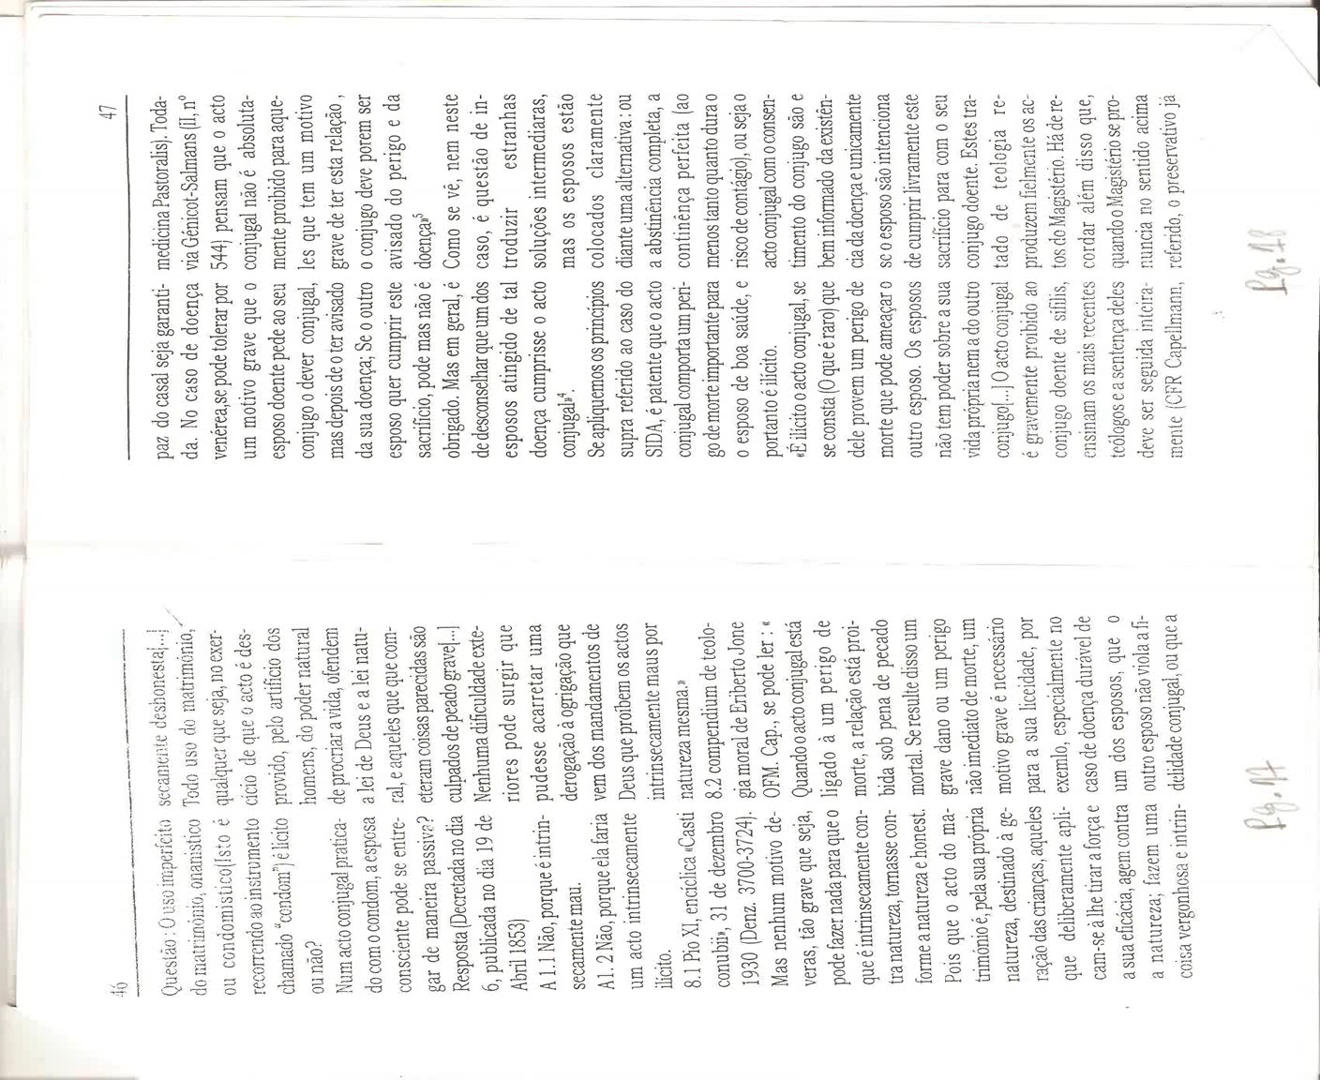 46
Questão : O uso imperfeito
do matrimónio, onanístico
ou condomistico(Isto é
recorrendo ao instrumento
chamado “condom”) é lícito
ou não?
Num acto conjugal pratica-
do com o condom, a esposa
consciente pode se entre-
gar de maneira passiva?
Resposta (Decretada no dia
6, publicada no dia 19 de
Abril 1853)
A1.1 Não, porque é intrin-
secamente mau.
A1. 2 Não, porque ela faria
um acto intrinsecamente
ilícito.
8.1 Pio XI, encíclica «Casti
conubii», 31 de dezembro
1930 (Denz. 3700-3724).
Mas nenhum motivo de-
veras, tão grave que seja,
pode fazer nada para que o
que é intrinsecamente con-
tra natureza, tornasse con-
forme a natureza e honest.
Pois que o acto do ma-
trimónio é, pela sua própria
natureza, destinado à ge-
ração das crianças, aqueles
que deliberamente apli-
cam-se à lhe tirar a força e
a sua eficácia, agem contra
a natureza; fazem uma
coisa vergonhosa e intrin-
secamente deshonesta[...]
Todo uso do matrimónio,
qualquer que seja, no exer-
cício de que o acto é des-
provido, pelo artifício dos
homens, do poder natural
de procriar a vida, ofendem
a lei de Deus e a lei natu-
ral, e aqueles que que com-
eteram coisas parecidas são
culpados de peado grave[...]
Nenhuma dificuldade exte-
riores pode surgir que
pudesse acarretar uma
derogação à ogrigação que
vem dos mandamentos de
Deus que proíbem os actos
intrinsecamente maus por
natureza mesma.»
8.2 compendium de teolo-
gia moral de Eriberto Jone
OFM. Cap., se pode ler : «
Quando o acto conjugal está
ligado à um perigo de
morte, a relação está proi-
bida sob pena de pecado
mortal. Se resulte disso um
grave dano ou um perigo
não imediato de morte, um
motivo grave é necessário
para a sua liceidade, por
exemlo, especialmente no
caso de doença durável de
um dos esposos, que o
outro esposo não viola a fi-
delidade conjugal, ou que a
Pg. 17
47
paz do casal seja garanti-
da. No caso de doença
venérea, se pode tolerar por
um motivo grave que o
esposo doente pede ao seu
conjugo o dever conjugal,
mas depois de o ter avisado
da sua doença; Se o outro
esposo quer cumprir este
sacrifício, pode mas não é
obrigado. Mas em geral, é
de desconselhar que um dos
esposos atingido de tal
doença cumprisse o acto
conjugal»⁴.
Se apliquemos os princípios
supra referido ao caso do
SIDA, é patente que o acto
conjugal comporta um peri-
go de morte importante para
o esposo de boa saúde, e
portanto é ilícito.
«É ilícito o acto conjugal, se
se consta (O que é raro) que
dele provem um perigo de
morte que pode ameaçar o
outro esposo. Os esposos
não tem poder sobre a sua
vida própria nem a do outro
conjugo[...] O acto conjugal
é gravemente proibido ao
conjugo doente de sífilis,
ensinam os mais recentes
teólogos e a sentença deles
deve ser seguida inteira-
mente (CFR Capellmann,
medicina Pastoralis). Toda-
via Génicot-Salmans (II, nº
544) pensam que o acto
conjugal não é absoluta-
mente proibido para aque-
les que tem um motivo
grave de ter esta relação ,
o conjugo deve porem ser
avisado do perigo e da
doença»⁵
Como se vê, nem neste
caso, é questão de in-
troduzir estranhas
soluções intermediaras,
mas os esposos estão
colocados claramente
diante uma alternativa : ou
a abstinência completa, a
continência perfeita (ao
menos tanto quanto dura o
risco de contágio), ou seja o
acto conjugal com o consen-
timento do conjugo são e
bem informado da existên-
cia da doença e unicamente
se o esposo são intenciona
de cumprir livramente este
sacrifício para com o seu
conjugo doente. Estes tra-
tado de teologia re-
produzem fielmente os ac-
tos do Magistério. Há de re-
cordar além disso que,
quando o Magistério se pro-
nuncia no sentido acima
referido, o preservativo já
Pg. 18